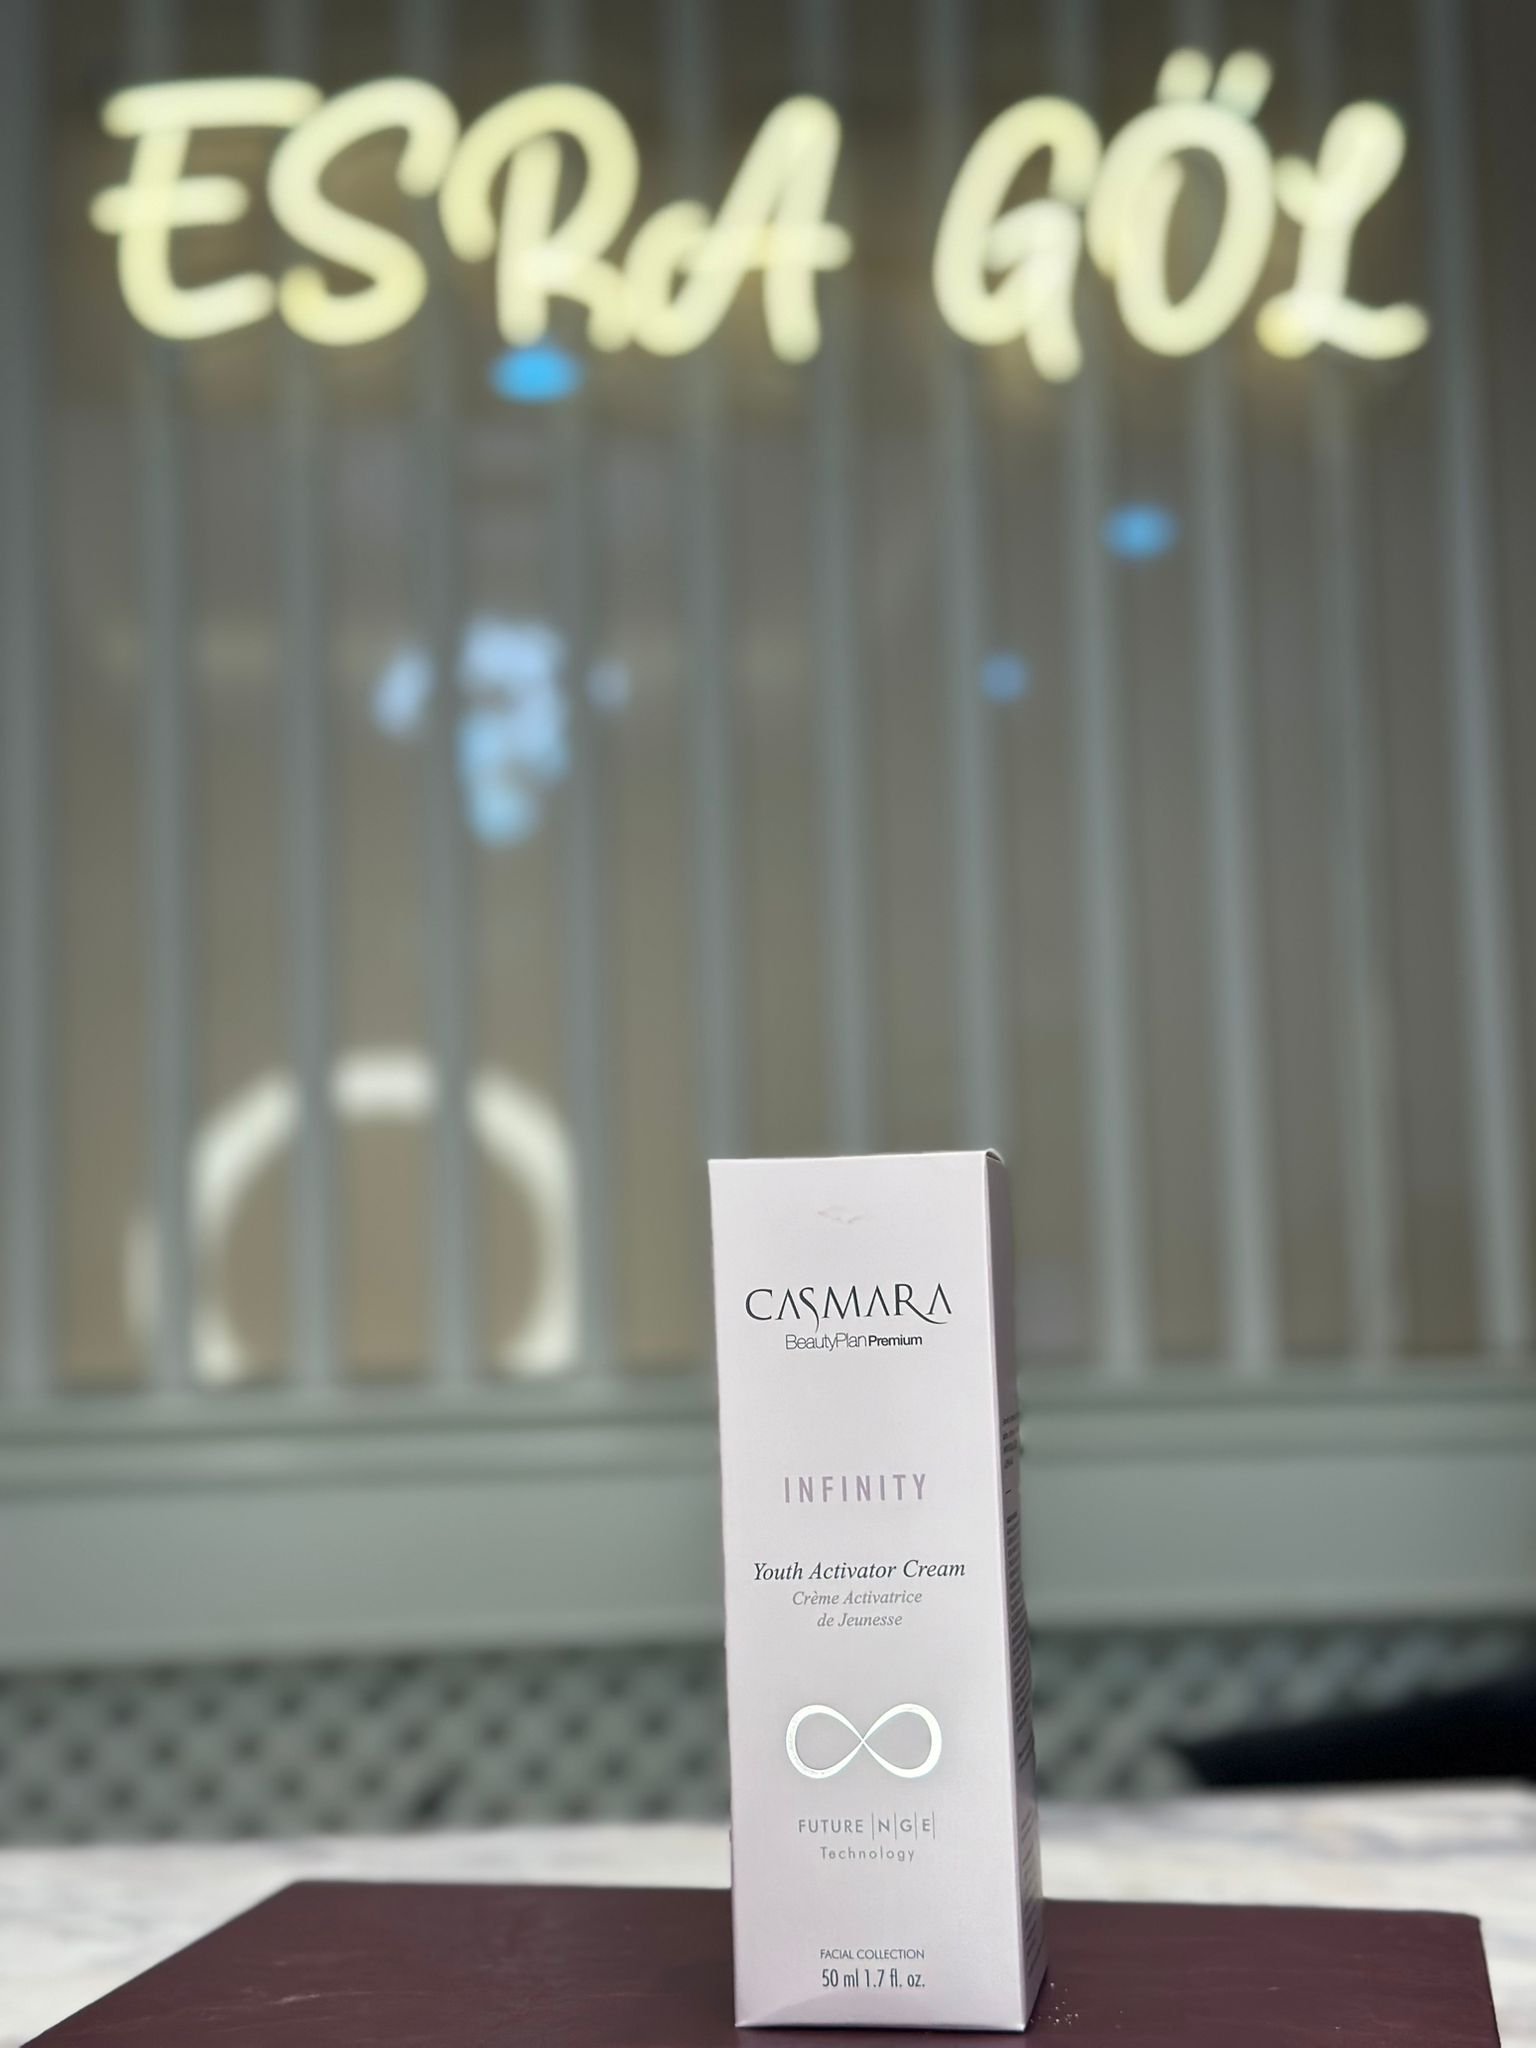 ESRA GÖL
CASMARA
BeautyPlan Premium
INFINITY
Youth Activator Cream
Crème Activatrice
de Jeunesse
FUTURE |N|G|E|
Technology
FACIAL COLLECTION
50 ml 1.7 fl. oz.